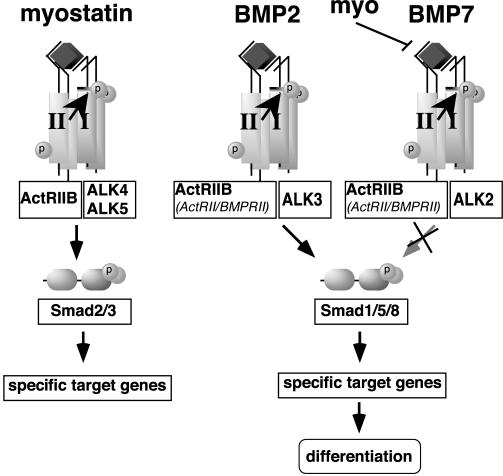 myostatin BMP2 myo BMP7
II I P P
P
II I P P
P
II I P P
P
ActRIIB ALK4
ALK5
ActRIIB
(ActRII/BMPRII) ALK3
ActRIIB
(ActRII/BMPRII) ALK2
P
P
Smad2/3 Smad1/5/8
specific target genes specific target genes
differentiation